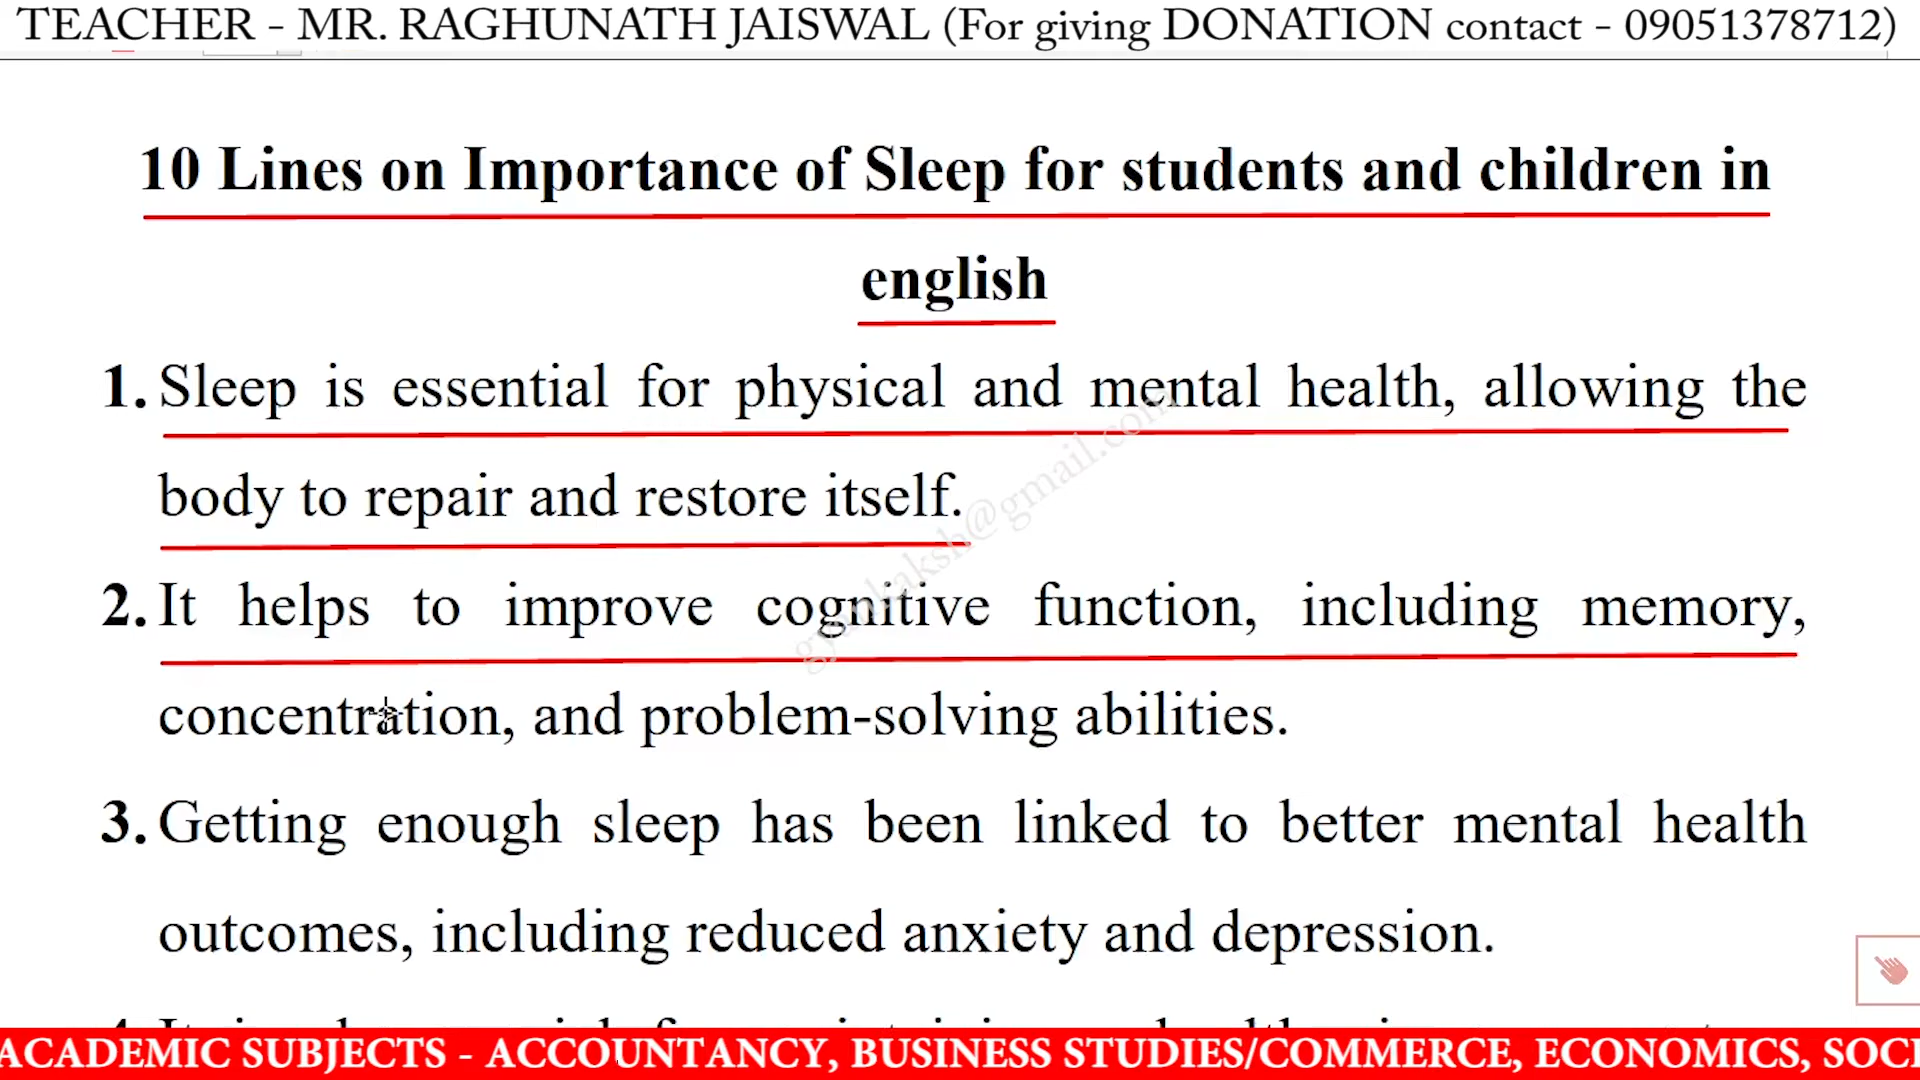 TEACHER - MR. RAGHUNATH JAISWAL (For giving DONATION contact - 09051378712)
10 Lines on Importance of Sleep for students and children in
english
1. Sleep is essential for physical and mental health, allowing the
body to repair and restore itself.
gyankaksh@gmail.com
2. It helps to improve cognitive function, including memory,
concentration, and problem-solving abilities.
3. Getting enough sleep has been linked to better mental health
outcomes, including reduced anxiety and depression.
ACADEMIC SUBJECTS - ACCOUNTANCY, BUSINESS STUDIES/COMMERCE, ECONOMICS, SOCI